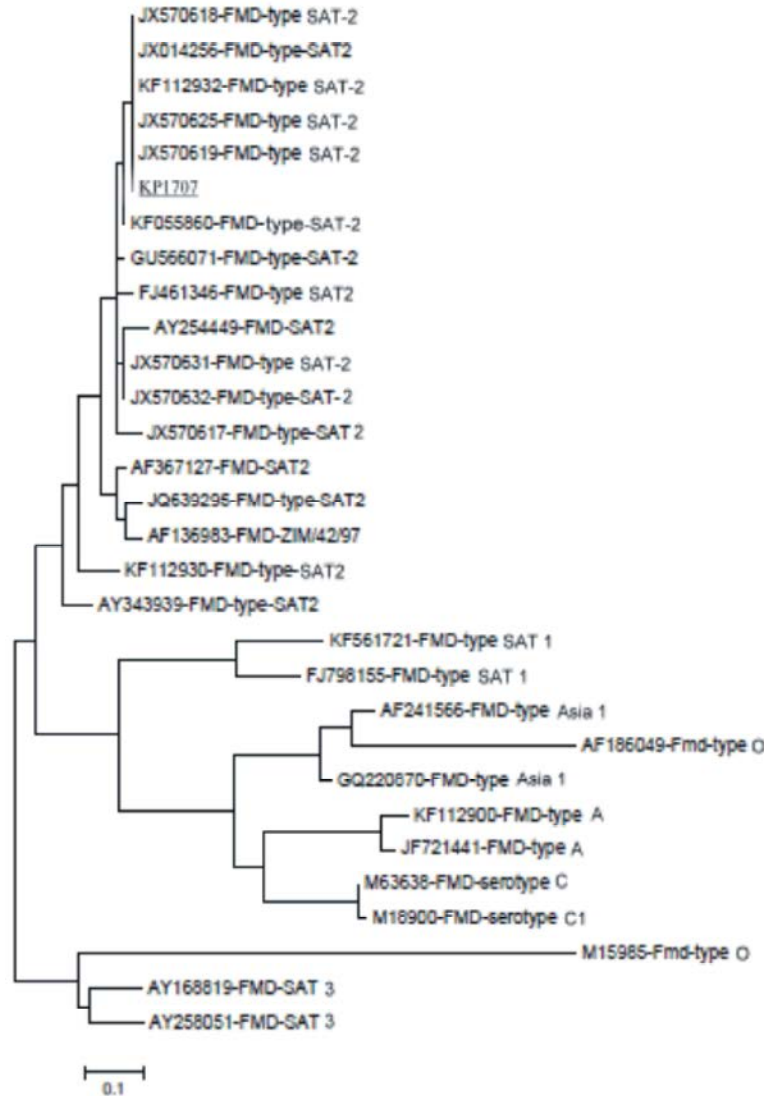 JX570618-FMD-type SAT-2
JX014256-FMD-type-SAT2
KF112932-FMD-type SAT-2
JX570625-FMD-type SAT-2
JX570619-FMD-type SAT-2
KP1707
KF055860-FMD-type-SAT-2
GU566071-FMD-type-SAT-2
FJ461346-FMD-type SAT2
AY254449-FMD-SAT2
JX570631-FMD-type SAT-2
JX570632-FMD-type-SAT-2
JX570617-FMD-type-SAT 2
AF367127-FMD-SAT2
JQ639295-FMD-type-SAT2
AF136983-FMD-ZIM/42/97
KF112930-FMD-type-SAT2
AY343939-FMD-type-SAT2
KF561721-FMD-type SAT 1
FJ798155-FMD-type SAT 1
AF241566-FMD-type Asia 1
AF186049-Fmd-type O
GQ220670-FMD-type Asia 1
KF112900-FMD-type A
JF721441-FMD-type A
M63638-FMD-serotype C
M18900-FMD-serotype C1
M15985-Fmd-type O
AY168819-FMD-SAT 3
AY258051-FMD-SAT 3
0.1